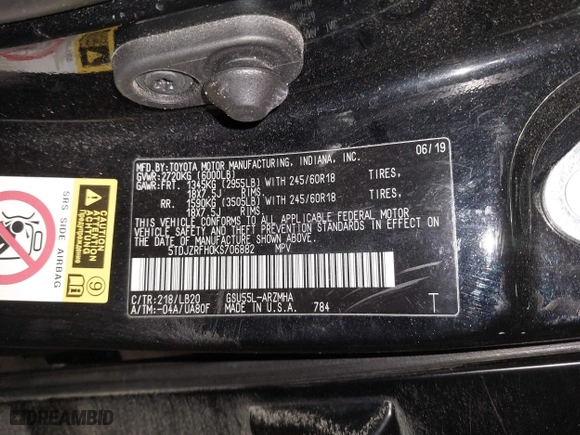 MFD.BY:TOYOTA MOTOR MANUFACTURING, INDIANA, INC. 06/19
GVWR:2720KG (6000LB)
GAWR:FRT. 1345KG (2955LB) WITH 245/60R18 TIRES,
18X7.5J RIMS,
RR. 1590KG (3505LB) WITH 245/60R18 TIRES,
18X7.5J RIMS,
THIS VEHICLE CONFORMS TO ALL APPLICABLE FEDERAL MOTOR
VEHICLE SAFETY AND THEFT PREVENTION STANDARDS IN EFFECT ON
THE DATE OF MANUFACTURE SHOWN ABOVE.
5TDJZRFH0KS706882 MPV
C/TR:218/LB20 GSU55L-ARZMHA
A/TM:-04A/UA80F MADE IN U.S.A. 784 T
SRS SIDE AIRBAG
ATTENTION
9
DREAMBID